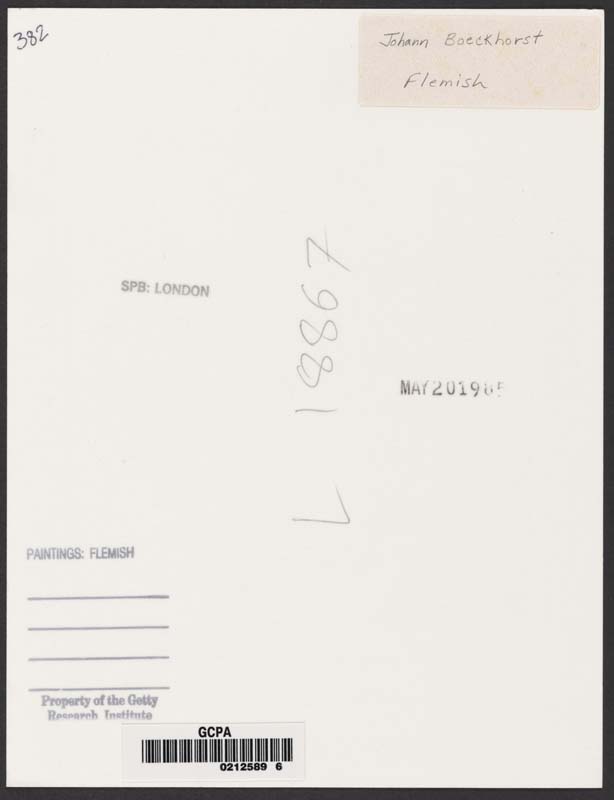 382
Johann Boeckhorst
Flemish
SPB: LONDON
L 18867
MAY 20 1985
PAINTINGS: FLEMISH
Property of the Getty
Research Institute
GCPA
0212589 6